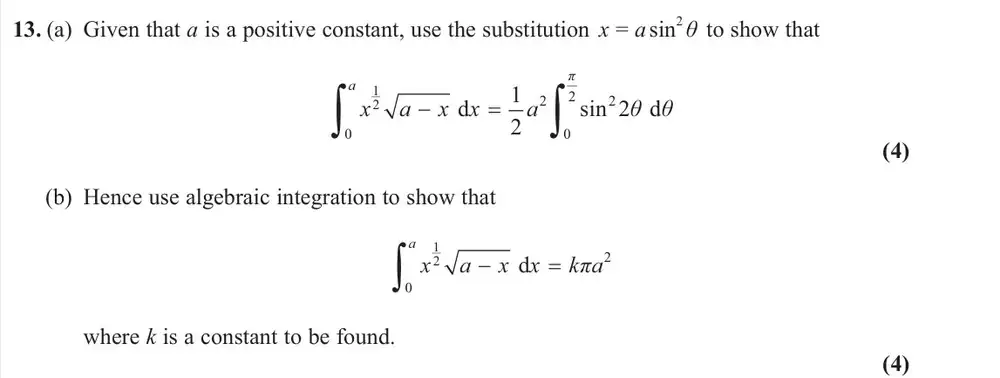 13. (a) Given that a is a positive constant, use the substitution x = a sin²θ to show that
∫₀ᵃ x^(1/2) √(a − x) dx = (1/2) a² ∫₀^(π/2) sin² 2θ dθ
(4)
(b) Hence use algebraic integration to show that
∫₀ᵃ x^(1/2) √(a − x) dx = kπa²
where k is a constant to be found.
(4)